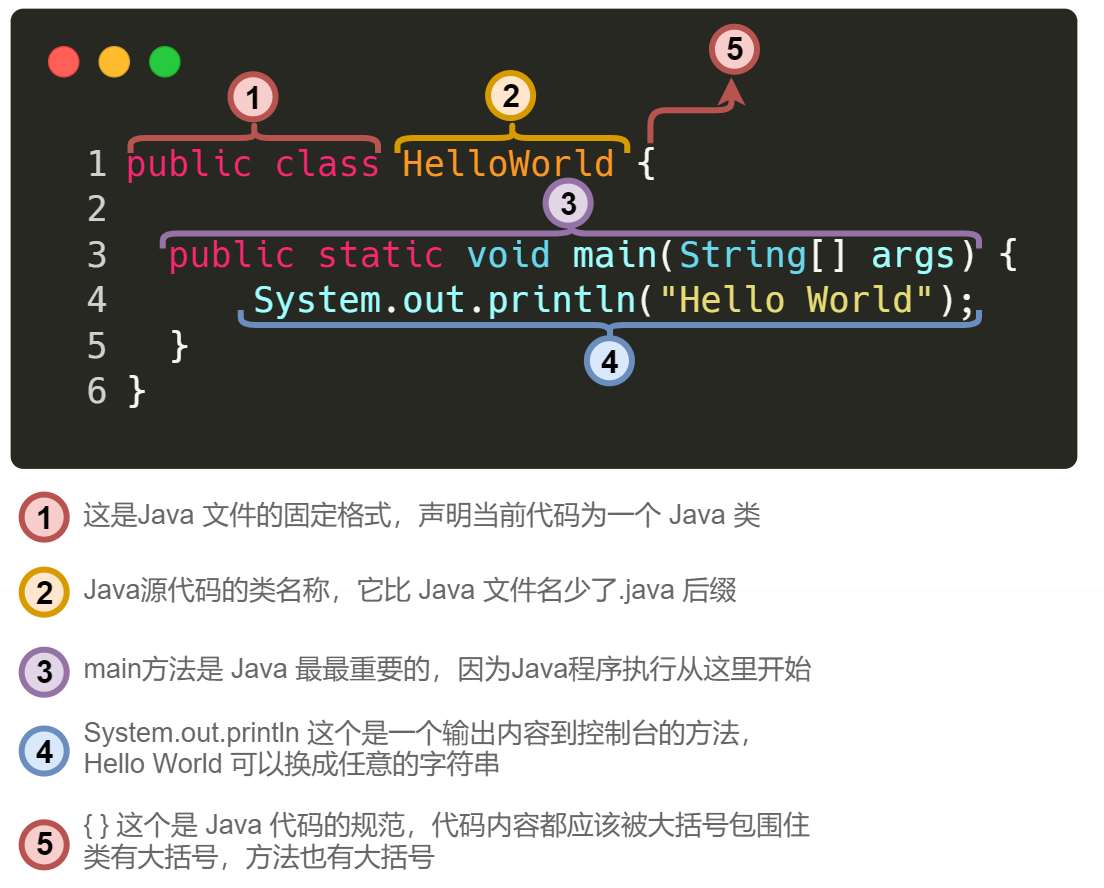 5
1
2
1 public class HelloWorld {
2
3
3 public static void main(String[] args) {
4 System.out.println("Hello World");
5 }
4
6 }
1 这是Java 文件的固定格式，声明当前代码为一个 Java 类
2 Java源代码的类名称，它比 Java 文件名少了.java 后缀
3 main方法是 Java 最最重要的，因为Java程序执行从这里开始
4 System.out.println 这个是一个输出内容到控制台的方法，
Hello World 可以换成任意的字符串
5 { } 这个是 Java 代码的规范，代码内容都应该被大括号包围住
类有大括号，方法也有大括号